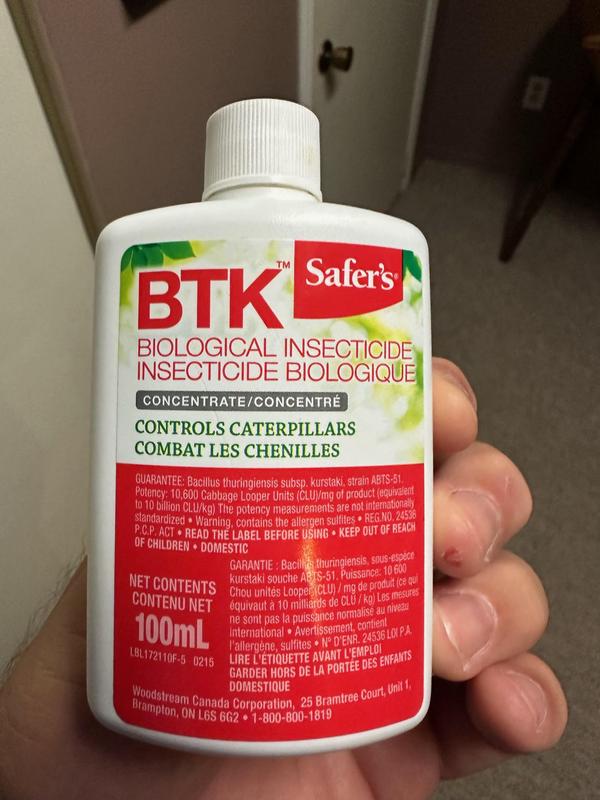 BTK™
Safer's®
BIOLOGICAL INSECTICIDE
INSECTICIDE BIOLOGIQUE
CONCENTRATE/CONCENTRÉ
CONTROLS CATERPILLARS
COMBAT LES CHENILLES
GUARANTEE: Bacillus thuringiensis subsp. kurstaki, strain ABTS-51.
Potency: 10,600 Cabbage Looper Units (CLU)/mg of product (equivalent
to 10 billion CLU/kg) The potency measurements are not internationally
standardized • Warning, contains the allergen sulfites • REG.NO. 24536
P.C.P. ACT • READ THE LABEL BEFORE USING • KEEP OUT OF REACH
OF CHILDREN • DOMESTIC
GARANTIE : Bacillus thuringiensis, sous-espèce
kurstaki souche ABTS-51. Puissance: 10 600
Chou unités Looper (CLU) / mg de produit (ce qui
équivaut à 10 milliards de CLU / kg) Les mesures
ne sont pas la puissance normalisé au niveau
international • Avertissement, contient
l'allergène, sulfites • N° D'ENR. 24536 LOI P.A.
LIRE L'ÉTIQUETTE AVANT L'EMPLOI
GARDER HORS DE LA PORTÉE DES ENFANTS
DOMESTIQUE
NET CONTENTS
CONTENU NET
100mL
LBL172110F-5 0215
Woodstream Canada Corporation, 25 Bramtree Court, Unit 1,
Brampton, ON L6S 6G2 • 1-800-800-1819